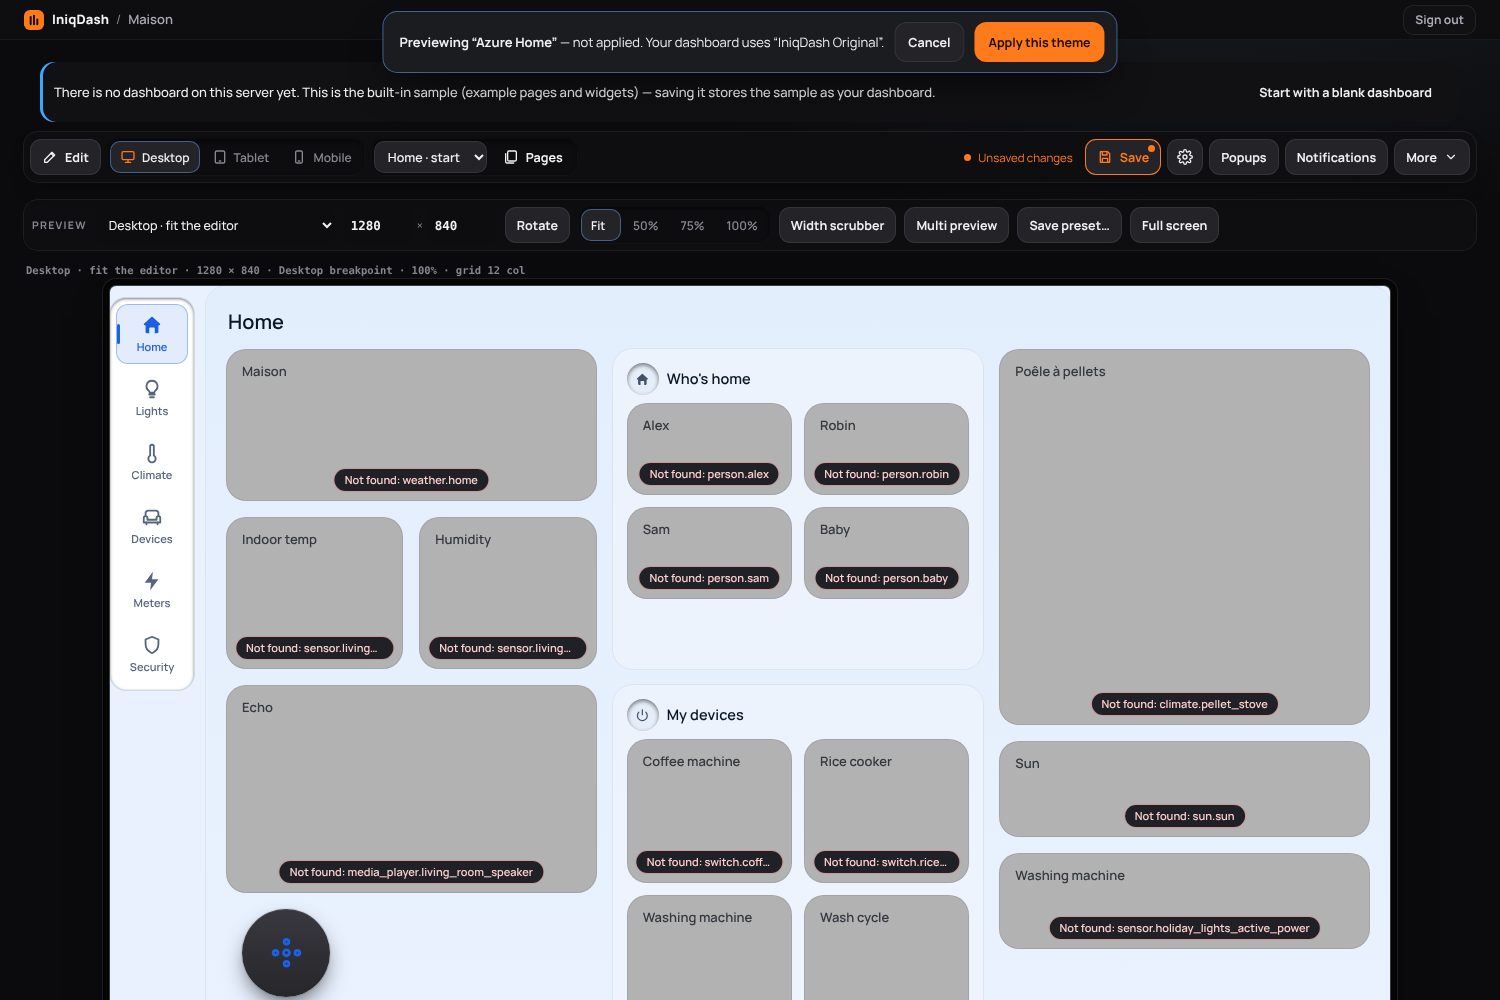 IniqDash / Maison
Previewing “Azure Home” — not applied. Your dashboard uses “IniqDash Original”.
Cancel
Apply this theme
Sign out
There is no dashboard on this server yet. This is the built-in sample (example pages and widgets) — saving it stores the sample as your dashboard.
Start with a blank dashboard
Edit
Desktop
Tablet
Mobile
Home · start
Pages
Unsaved changes
Save
Popups
Notifications
More
PREVIEW
Desktop · fit the editor
1280 × 840
Rotate
Fit
50%
75%
100%
Width scrubber
Multi preview
Save preset…
Full screen
Desktop · fit the editor · 1280 × 840 · Desktop breakpoint · 100% · grid 12 col
Home
Lights
Climate
Devices
Meters
Security
Home
Maison
Not found: weather.home
Indoor temp
Not found: sensor.living…
Humidity
Not found: sensor.living…
Echo
Not found: media_player.living_room_speaker
Who's home
Alex
Not found: person.alex
Robin
Not found: person.robin
Sam
Not found: person.sam
Baby
Not found: person.baby
My devices
Coffee machine
Not found: switch.coff…
Rice cooker
Not found: switch.rice…
Washing machine
Wash cycle
Poêle à pellets
Not found: climate.pellet_stove
Sun
Not found: sun.sun
Washing machine
Not found: sensor.holiday_lights_active_power